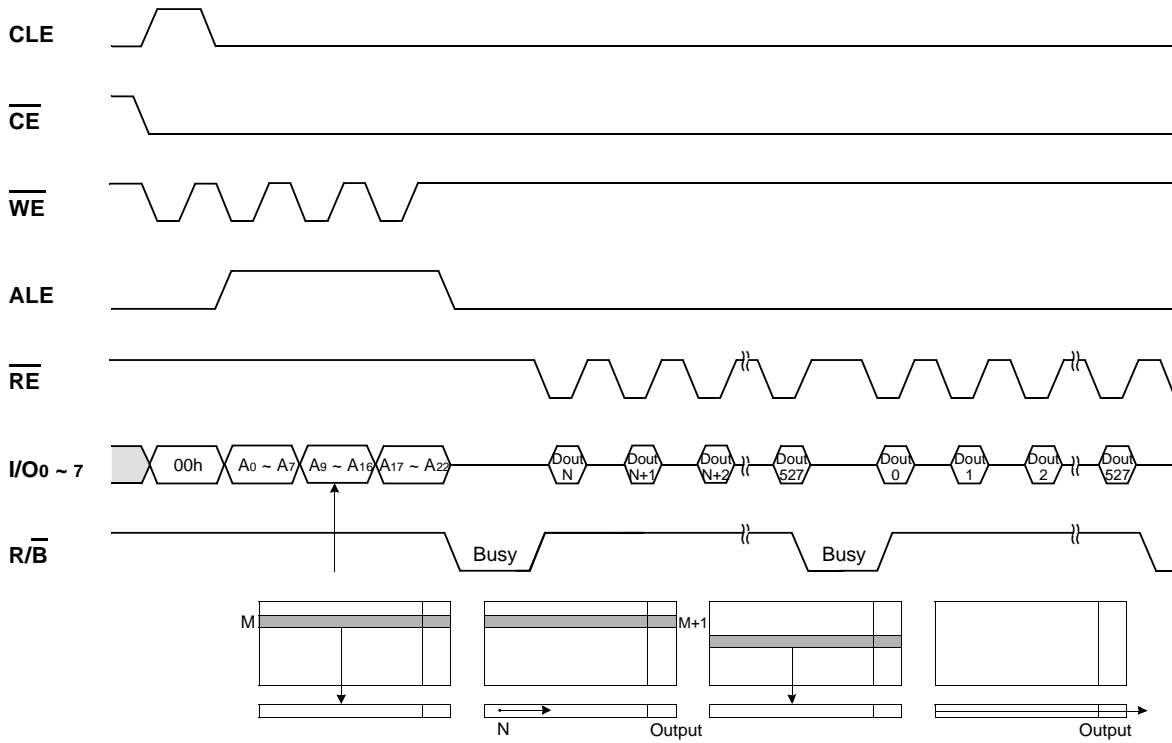 CLE
CE
WE
ALE
RE
I/O0 ~ 7
00h
A0 ~ A7
A9 ~ A16
A17 ~ A22
Dout
N
Dout
N+1
Dout
N+2
Dout
527
Dout
0
Dout
1
Dout
2
Dout
527
R/B
Busy
Busy
M
M+1
N
Output
Output